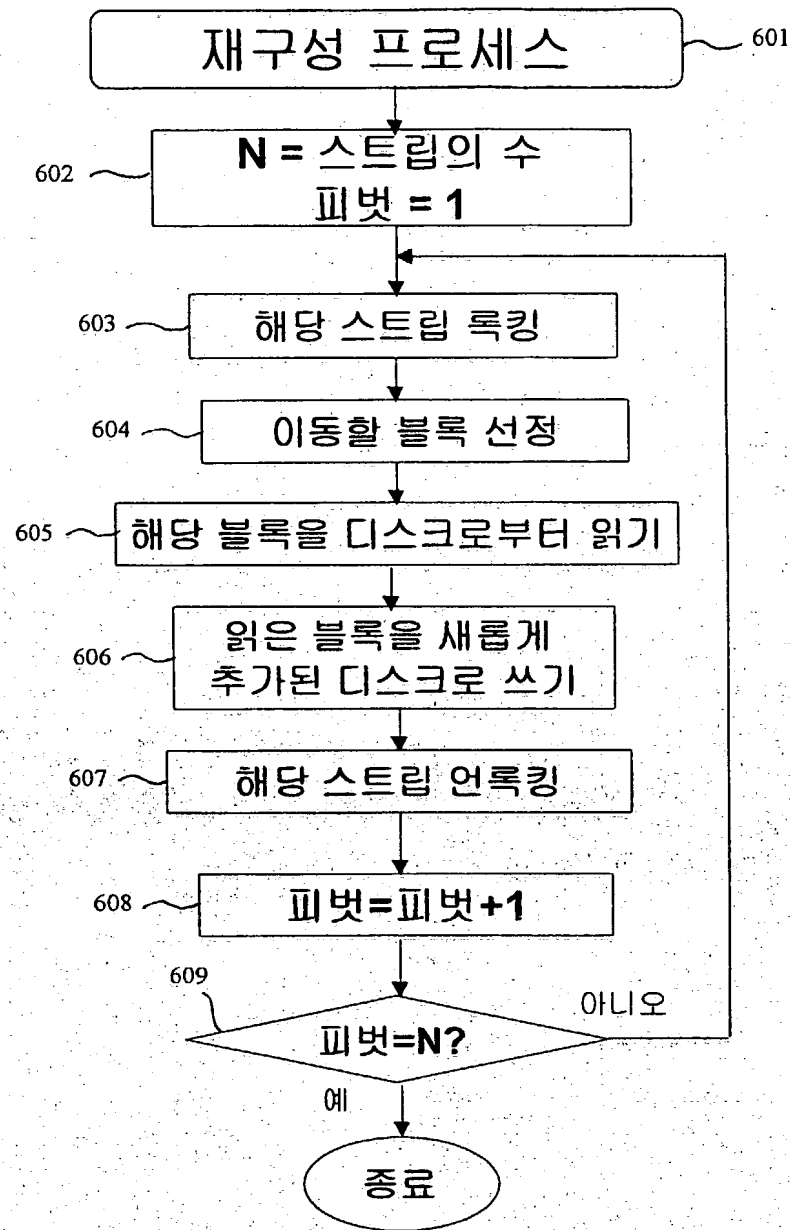 재구성 프로세스
601
602
N = 스트립의 수
피벗 = 1
603
해당 스트립 록킹
604
이동할 블록 선정
605
해당 블록을 디스크로부터 읽기
606
읽은 블록을 새롭게
추가된 디스크로 쓰기
607
해당 스트립 언록킹
608
피벗=피벗+1
609
피벗=N?
아니오
예
종료